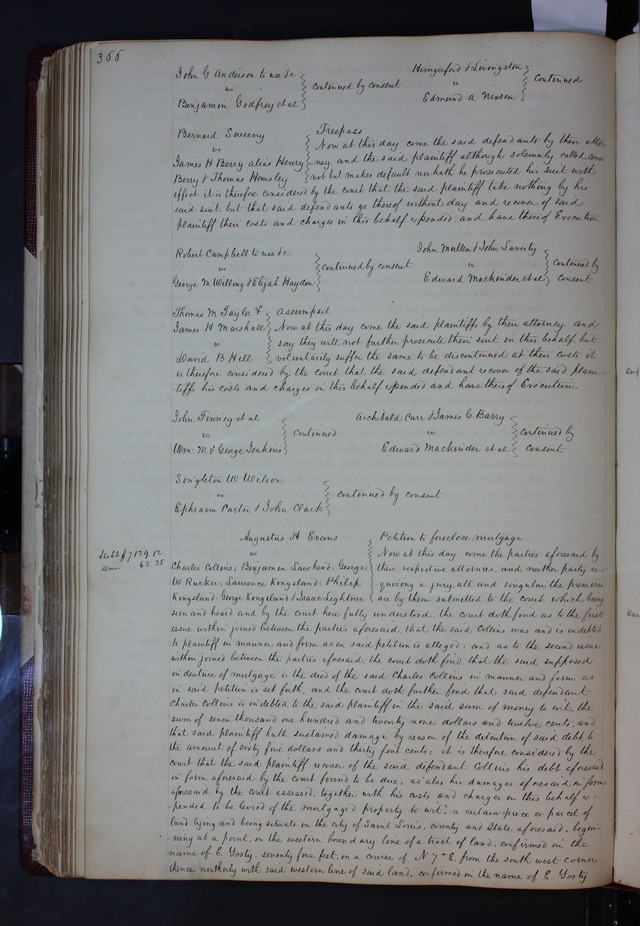 366
John G Anderson to use &c
vs
Benjamin Godfrey et al
continued by consent
Hungerford & Livingston
vs
Edmund A Nexsen
continued
Bernard Sweeny
vs
James H Berry alias Henry
Berry & Thomas Hensley
Trespass
Now at this day come the said defendants by their attor-
ney, and the said plaintiff although solemnly called comes
not but makes default nor hath he prosecuted his suit with
effect it is therefore considered by the court that the said plaintiff take nothing by his
said suit, but that said defendants go thereof without day and recover of said
plaintiff their costs and charges in this behalf expended, and have thereof Execution
Robert Campbell to use &c
vs
George M Willing & Elijah Hayden
continued by consent
John Mullen & John
vs
Edward Mackinder et al
continued by
consent
Thomas M Taylor &
James H Marshall
vs
David B Hill
Assumpsit
Now at this day come the said plaintiffs by their attorney, and
say they will not further prosecute their suit in this behalf, but
voluntarily suffer the same to be discontinued at their costs it
is therefore considered by the court, that the said defendant recover of the said plain-
tiffs his costs and charges in this behalf expended and have thereof Execution.
John Finney et al
vs
Wm: M & George Jenkins
continued
Archibald Carr & James C Barry
vs
Edward Mackinder et al
continued by
consent
Singleton W Wilson
vs
Ephraim Carter & John Clack
continued by consent
Debt $7129.12
Dam 65.35
Augustus H Evans
vs
Charles Collins; Benjamin Lawhead; George
W Rucker; Lawrence Kingsland; Philip
Kingsland; George Kingsland & Isaac Lightner
Petition to foreclose mortgage
Now at this day come the parties aforesaid by
their respective attornies, and neither party re-
quiring a jury, all and singular the premises
are by them submitted to the court which being
seen and heard and by the court here fully understood, the court doth find as to the first
issue within joined between the parties aforesaid, that the said Collins was and is indebted
to plaintiff in manner and form as in said petition is alleged; and as to the second issue
within joined between the parties aforesaid the court doth find, that the said supposed
indenture of mortgage is the deed of the said Charles Collins in manner and form as
in said petition is set forth, and the court doth further find that said defendant
Charles Collins is indebted to the said plaintiff in the said sum of money to wit, the
sum of seven thousand one hundred and twenty nine dollars and twelve cents, and
that said plaintiff hath sustained damage by reason of the detention of said debt, to
the amount of sixty five dollars and thirty four cents; it is therefore considered by the
court that the said plaintiff recover of the said defendant Collins his debt aforesaid
in form aforesaid by the court found to be due, as also his damages aforesaid in form
aforesaid by the court assessed, together with his costs and charges in this behalf ex-
pended to be levied of the mortgaged property to wit; a certain piece or parcel of
land lying and being situate in the city of Saint Louis, county and State aforesaid, begin-
ning at a point, on the western boundary line of a tract of land, confirmed in the
name of E. Yosty, seventy five feet, on a course of N 7° E. from the south west corner
thence northerly with said western line of said land, confirmed in the name of E. Yosty